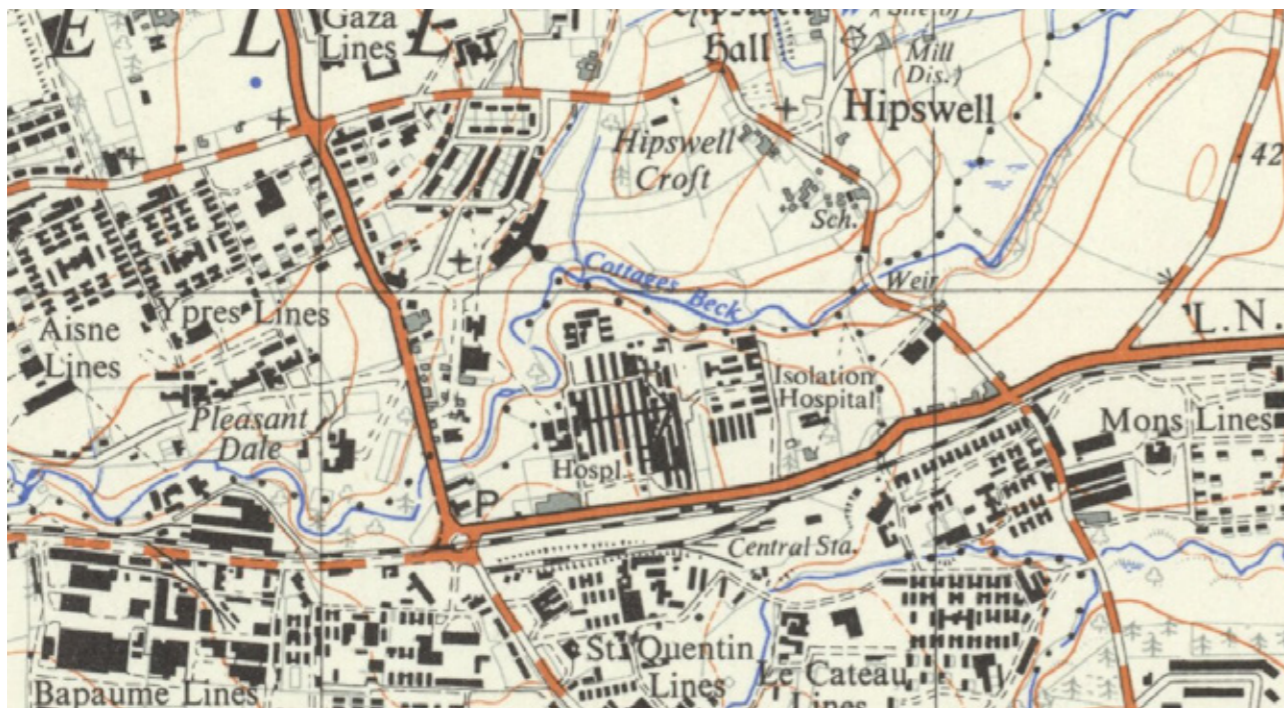 Gaza
Lines
E L L
Hall
Mill
(Dis.)
Hipswell
Hipswell
Croft
42
Sch.
Cottages Beck
Weir
L.N
Ypres Lines
Aisne
Lines
Isolation
Hospital
Pleasant
Dale
Mons Lines
Hospl
P
Central Sta.
St. Quentin
Lines
Le Cateau
Lines
Bapaume Lines